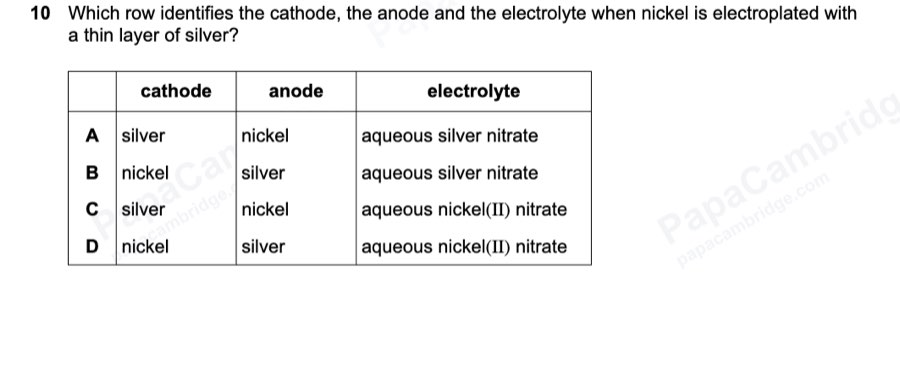 10 Which row identifies the cathode, the anode and the electrolyte when nickel is electroplated with
a thin layer of silver?
cathode anode electrolyte
A silver nickel aqueous silver nitrate
B nickel silver aqueous silver nitrate
C silver nickel aqueous nickel(II) nitrate
D nickel silver aqueous nickel(II) nitrate
PapaCambridg
papacambridge.com